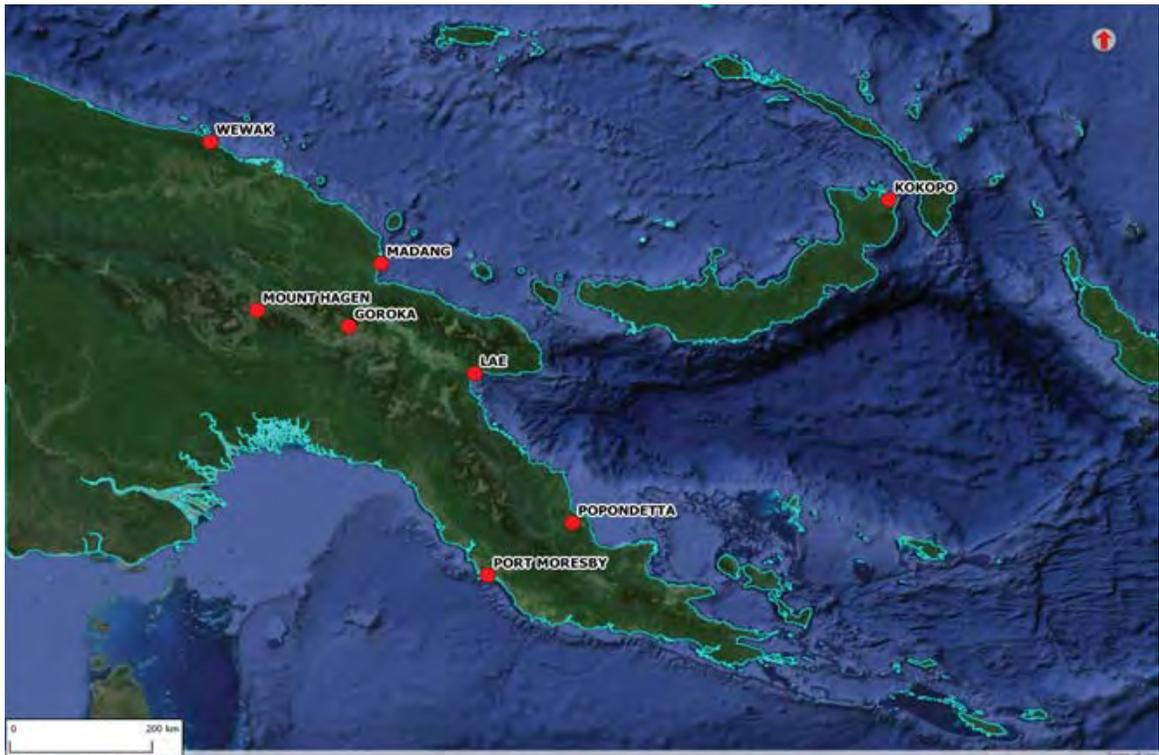 WEWAK
KOKOPO
MADANG
MOUNT HAGEN
GOROKA
LAE
POPONDETTA
PORT MORESBY
0 200 km